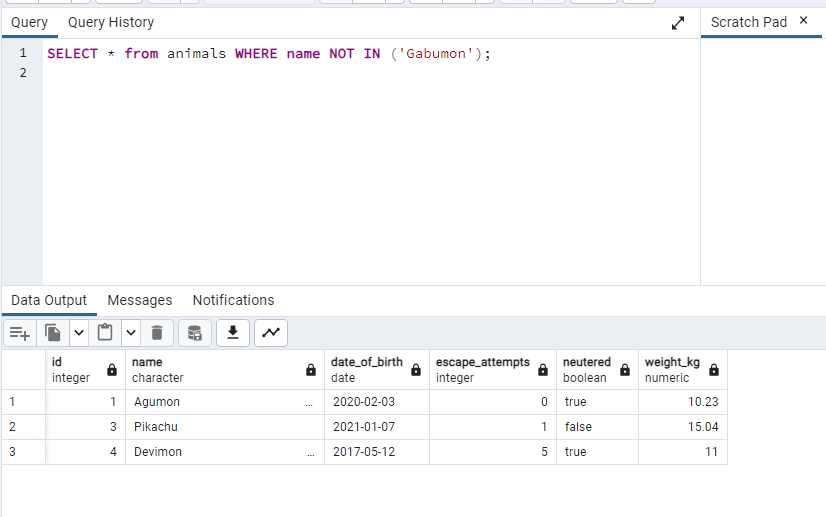 Query Query History Scratch Pad ×
1 SELECT * from animals WHERE name NOT IN ('Gabumon');
2
Data Output Messages Notifications
id name date_of_birth escape_attempts neutered weight_kg
integer character date integer boolean numeric
1 1 Agumon ... 2020-02-03 0 true 10.23
2 3 Pikachu 2021-01-07 1 false 15.04
3 4 Devimon ... 2017-05-12 5 true 11